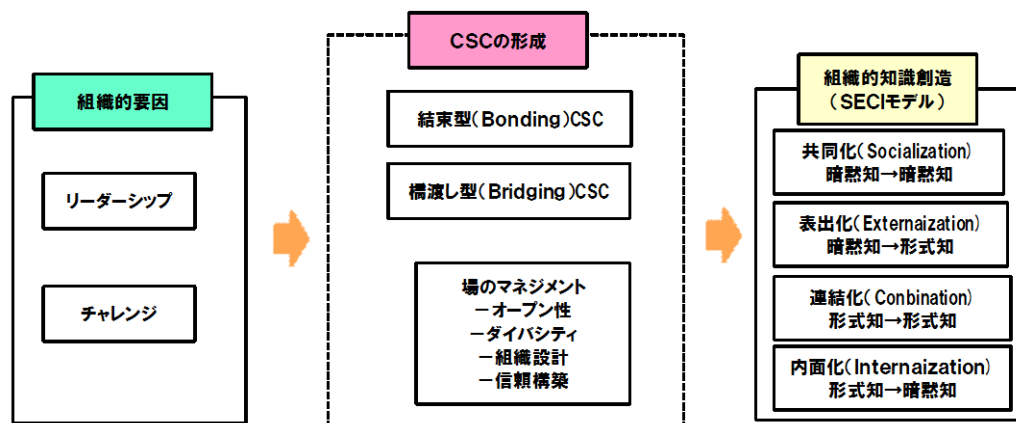 組織的要因
リーダーシップ
チャレンジ
CSCの形成
結束型(Bonding)CSC
橋渡し型(Bridging)CSC
場のマネジメント
－オープン性
－ダイバシティ
－組織設計
－信頼構築
組織的知識創造
（SECIモデル）
共同化(Socialization)
暗黙知→暗黙知
表出化(Externaization)
暗黙知→形式知
連結化(Conbination)
形式知→形式知
内面化(Internaization)
形式知→暗黙知